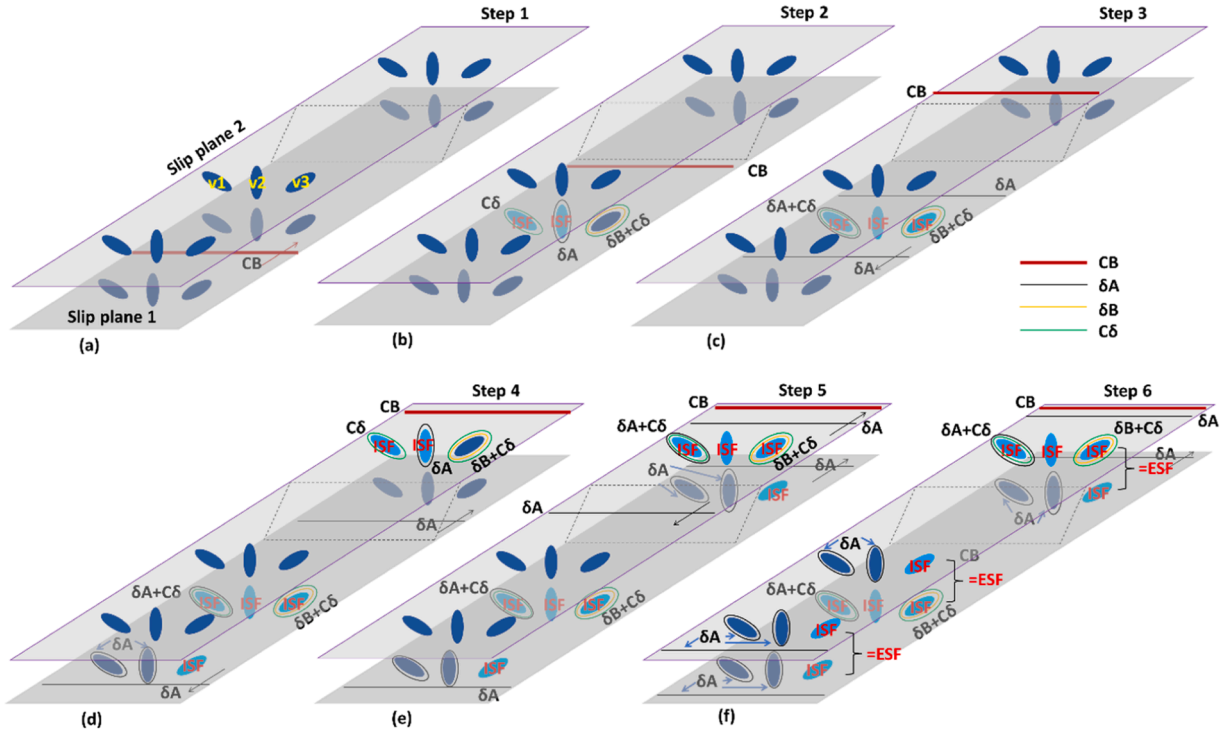 Step 1
Step 2
Step 3
Slip plane 2
v1 v2 v3
CB
Slip plane 1
(a)
CB
Cδ
ISF
ISF
δA
δB+Cδ
(b)
CB
δA
δA+Cδ
ISF
ISF
δB+Cδ
δA
(c)
CB
δA
δB
Cδ
Step 4
Step 5
Step 6
CB
Cδ
ISF
ISF
δA
δB+Cδ
δA
δA+Cδ
ISF
ISF
ISF
δB+Cδ
δA
ISF
δA
(d)
CB
δA
δA+Cδ
ISF
ISF
ISF
δB+Cδ
δA
δA
ISF
δA
δA+Cδ
ISF
ISF
ISF
δB+Cδ
ISF
δA
(e)
CB
δA
δA+Cδ
δB+Cδ
ISF
ISF
ISF
δA
=ESF
ISF
δA
δA
CB
ISF
=ESF
δA+Cδ
ISF
ISF
ISF
δB+Cδ
ISF
δA
=ESF
ISF
δA
(f)